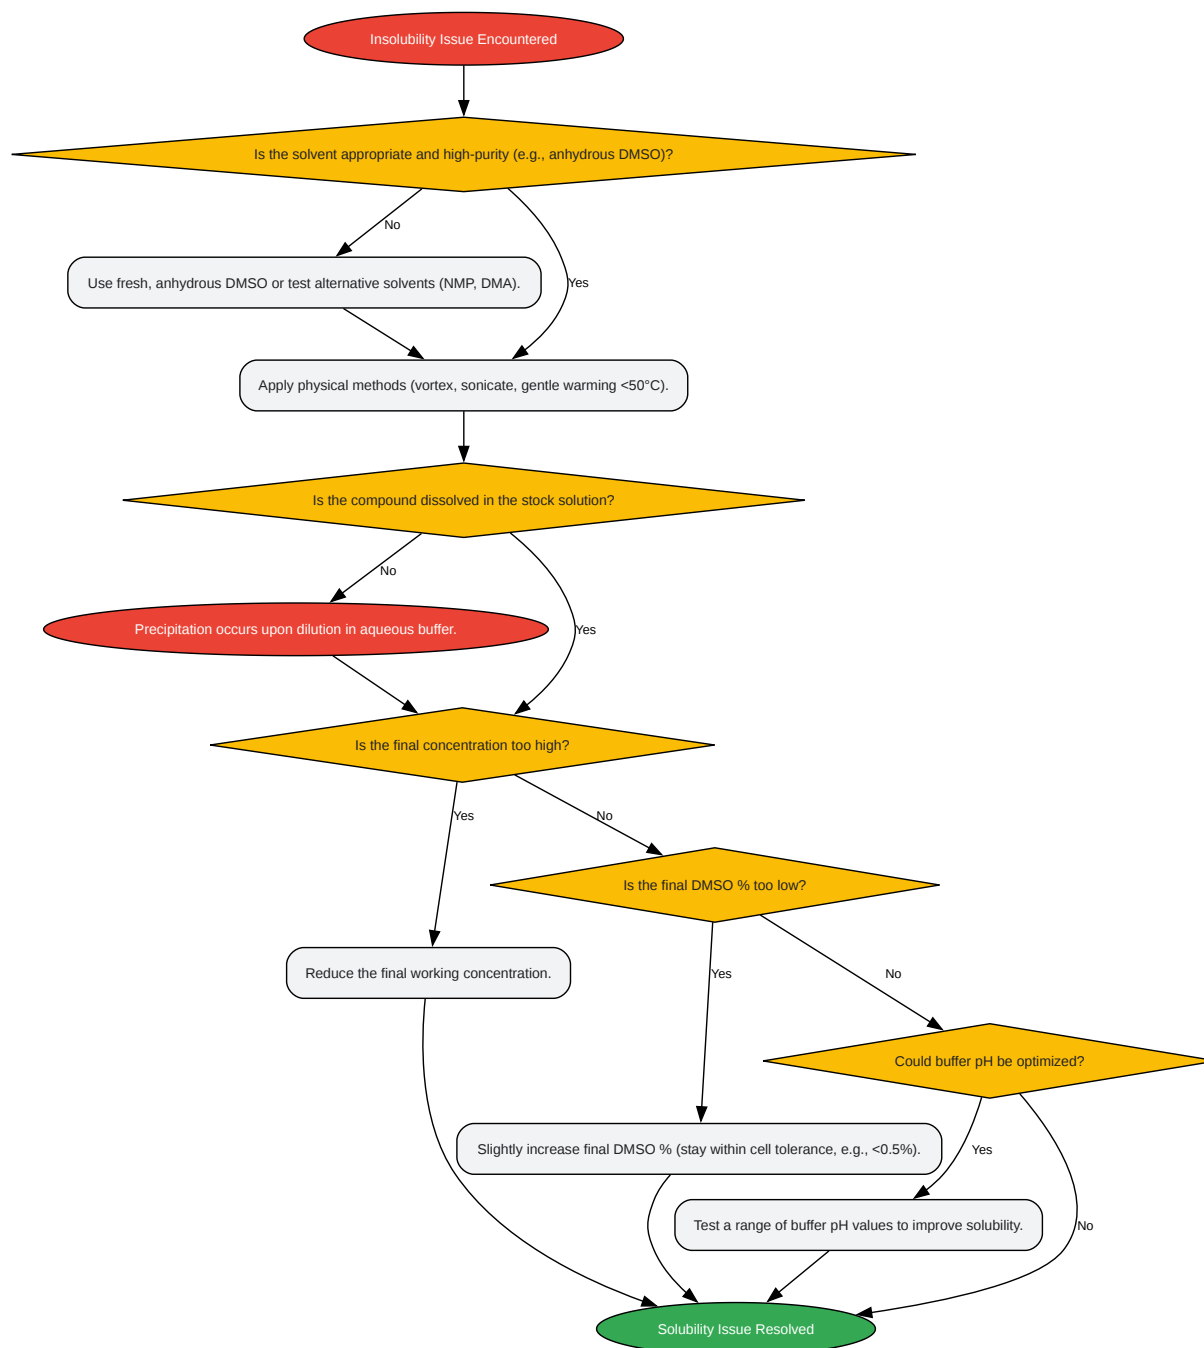 Insolubility Issue Encountered
Is the solvent appropriate and high-purity (e.g., anhydrous DMSO)?
No
Use fresh, anhydrous DMSO or test alternative solvents (NMP, DMA).
Yes
Apply physical methods (vortex, sonicate, gentle warming <50°C).
Is the compound dissolved in the stock solution?
No
Precipitation occurs upon dilution in aqueous buffer.
Yes
Is the final concentration too high?
Yes
No
Is the final DMSO % too low?
Reduce the final working concentration.
Yes
No
Could buffer pH be optimized?
Slightly increase final DMSO % (stay within cell tolerance, e.g., <0.5%).
Yes
Test a range of buffer pH values to improve solubility.
No
Solubility Issue Resolved